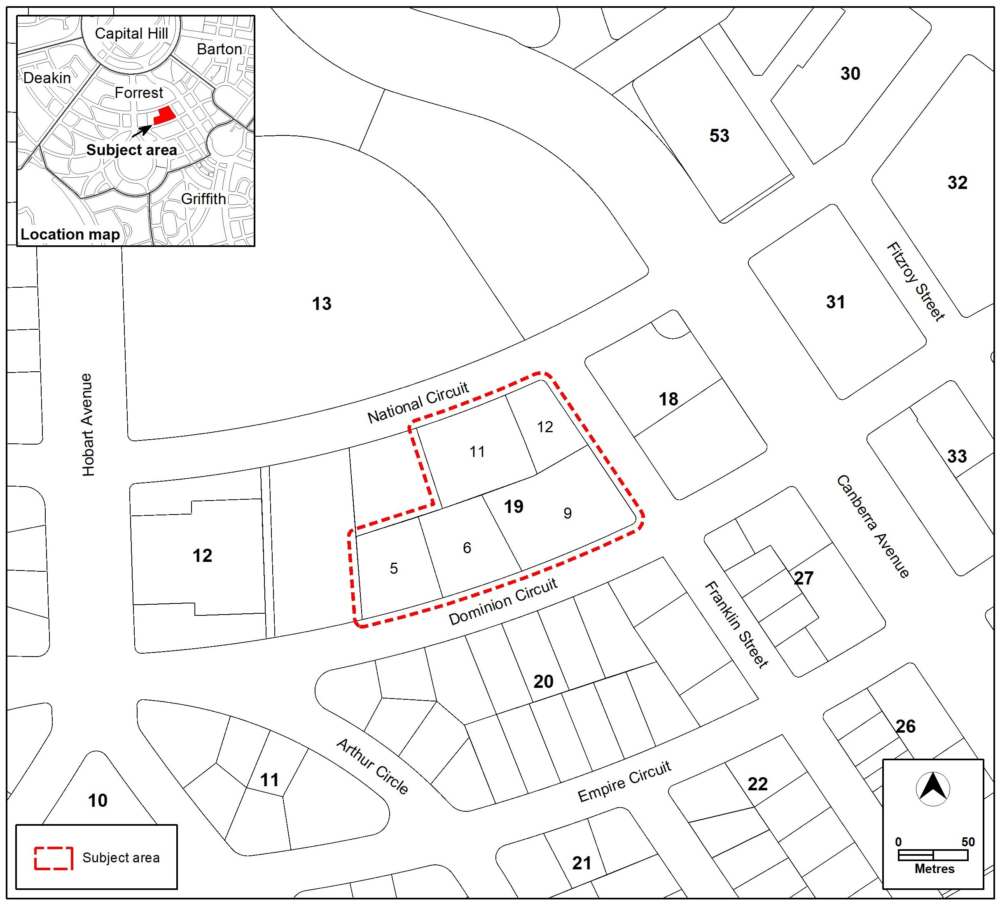 Capital Hill
Barton
Deakin
Forrest
Subject area
Griffith
Location map
30
53
32
13
31
Fitzroy Street
Hobart Avenue
National Circuit
18
12
11
33
19
9
Canberra Avenue
6
5
12
27
Dominion Circuit
Franklin Street
20
26
Arthur Circle
11
Empire Circuit
22
10
21
Subject area
0 50
Metres